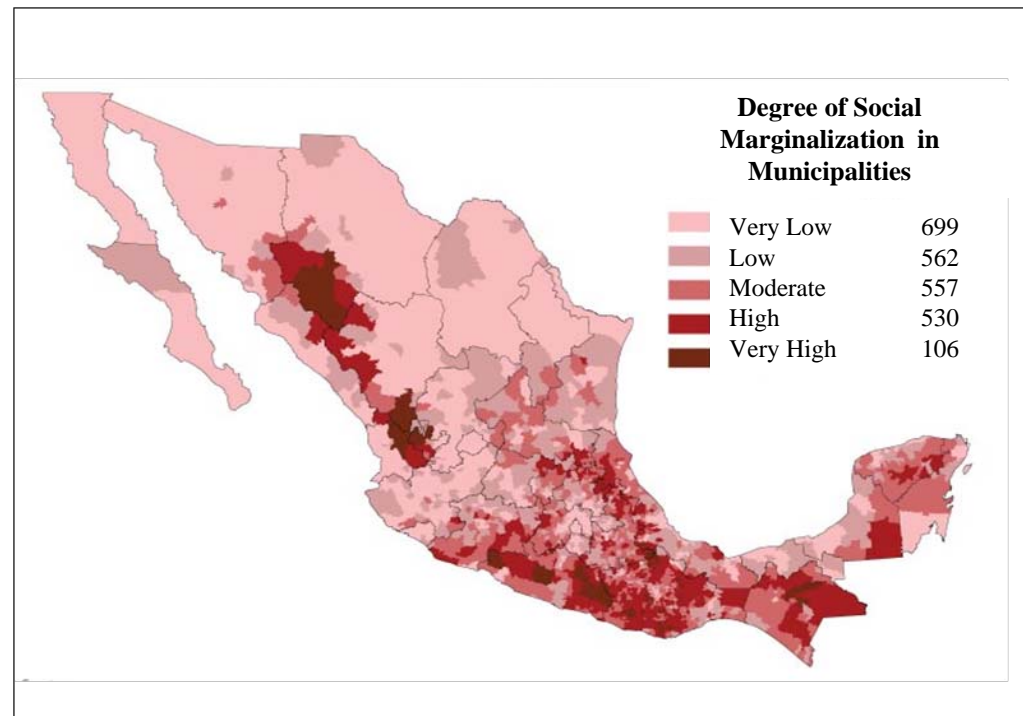 Degree of Social
Marginalization in
Municipalities
Very Low 699
Low 562
Moderate 557
High 530
Very High 106